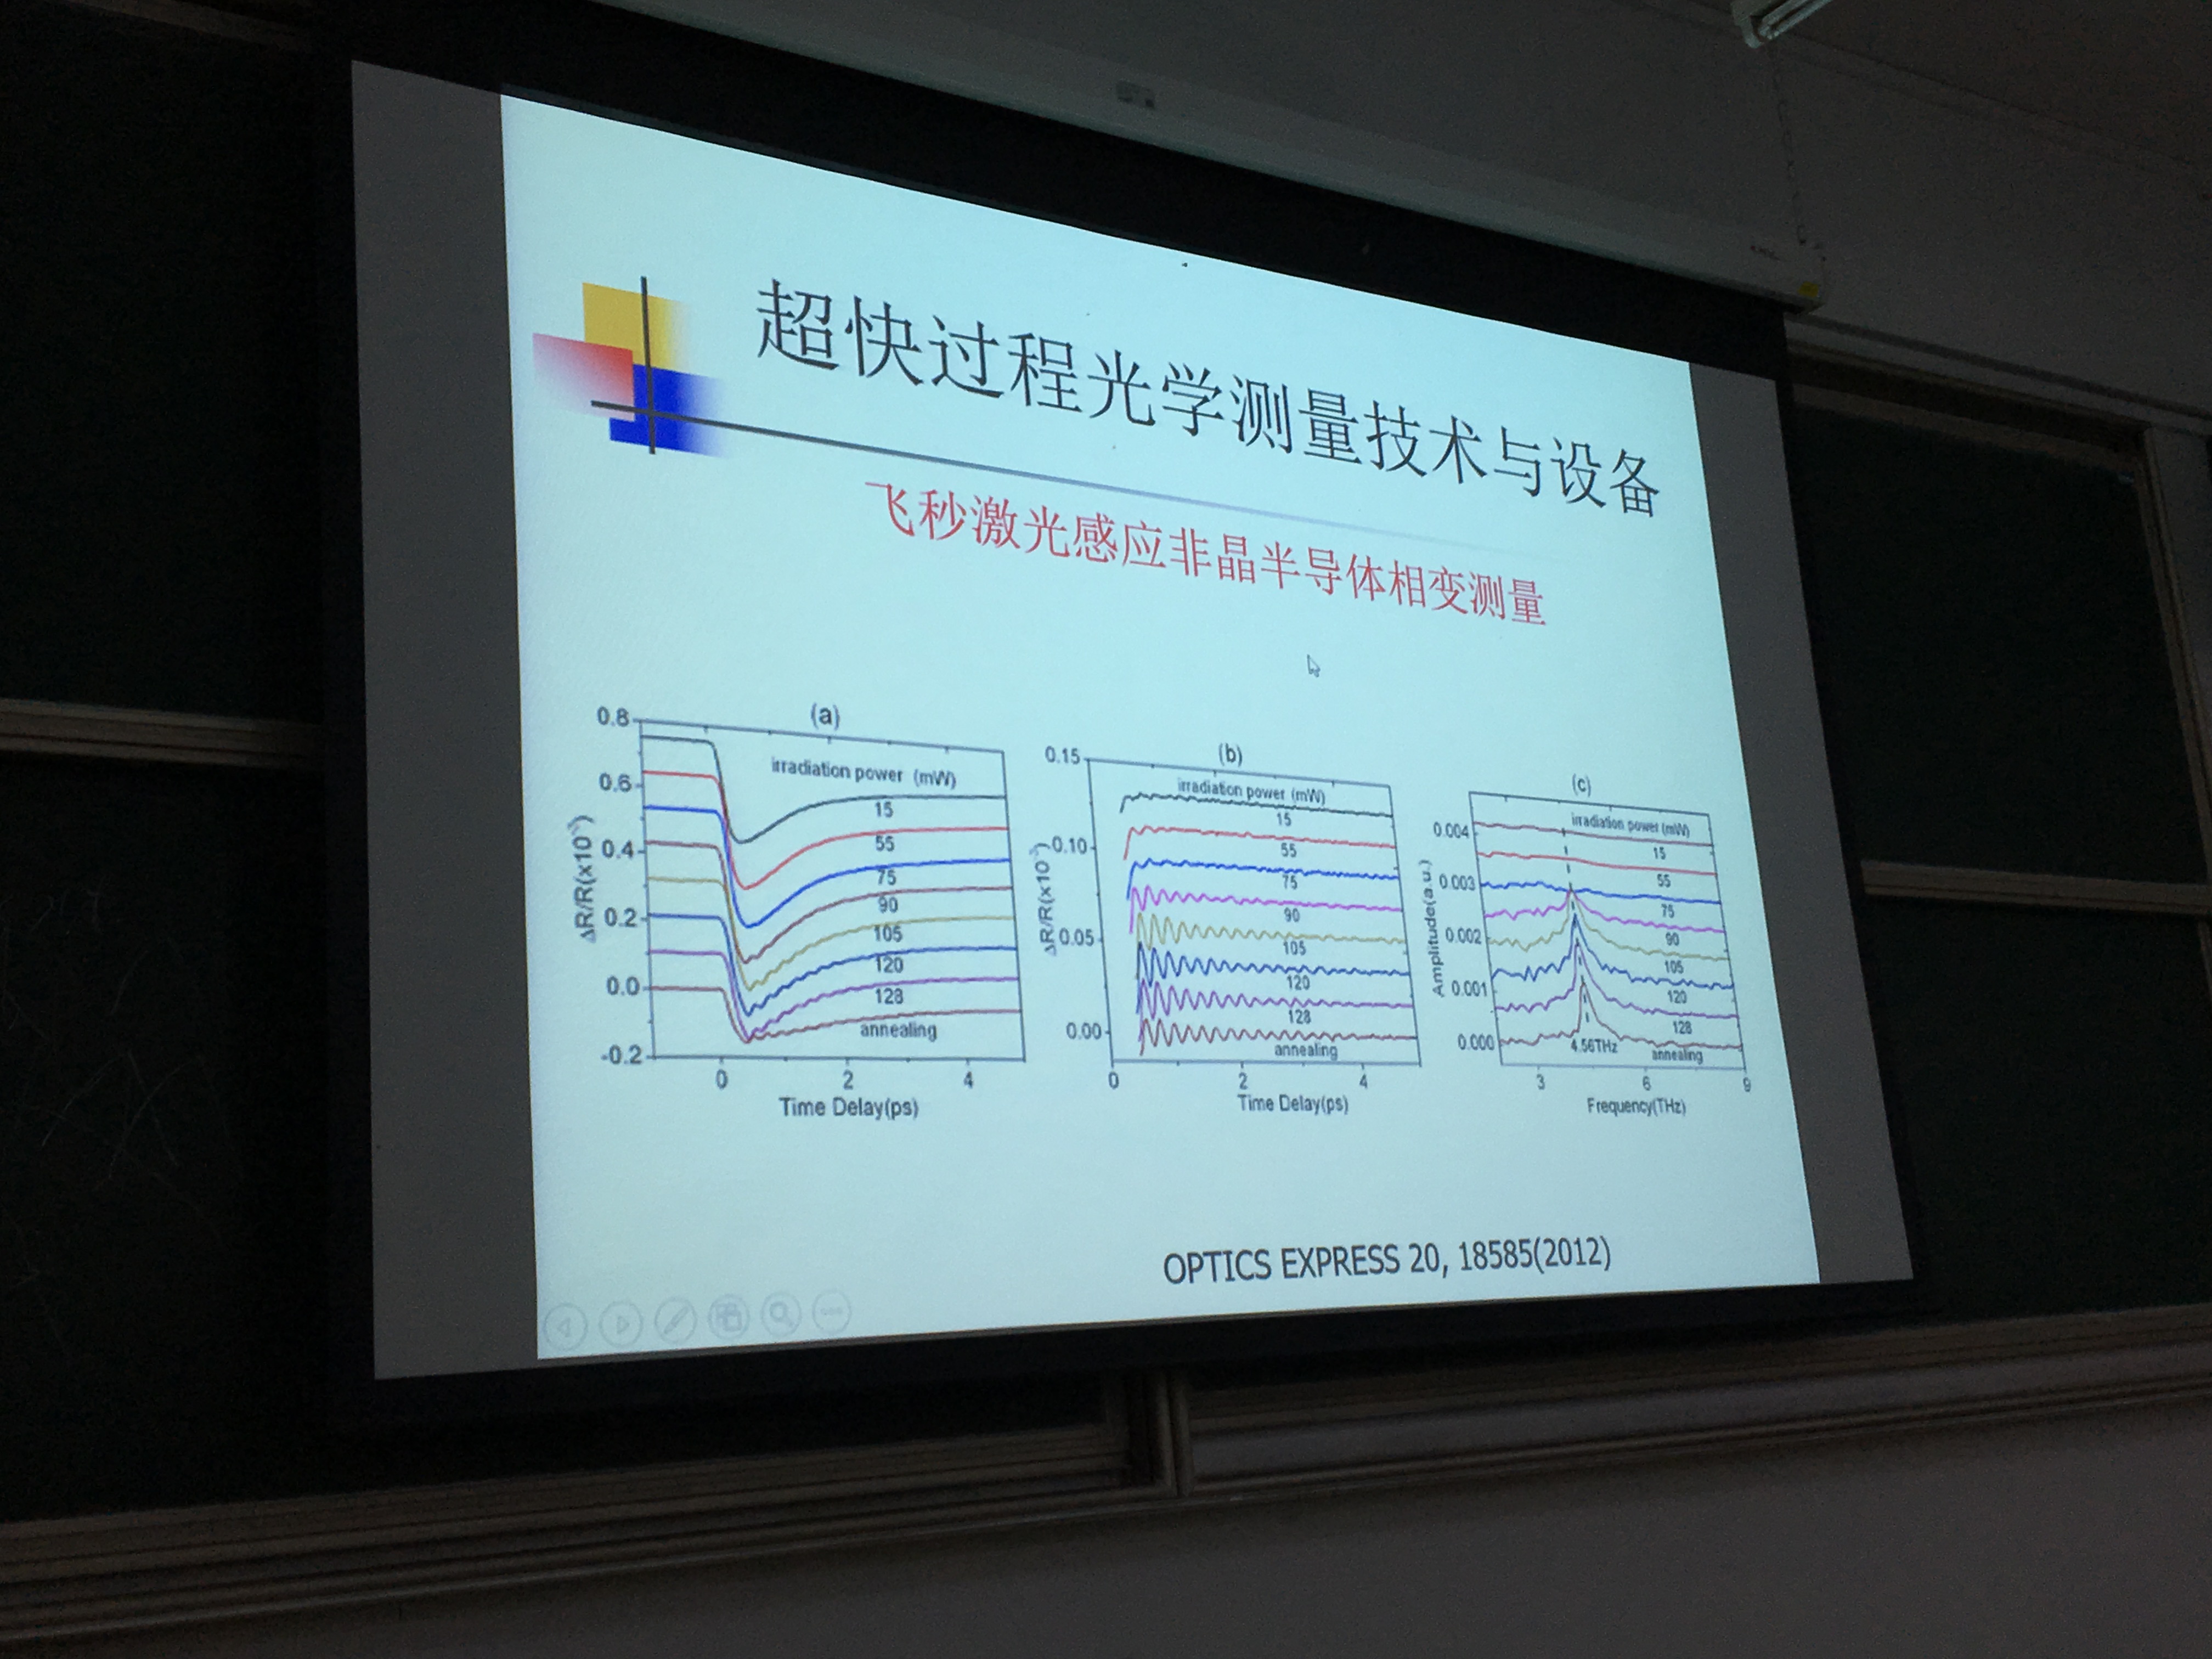 超快过程光学测量技术与设备
飞秒激光感应非晶半导体相变测量
(a)
irradiation power (mW)
0.8
0.6
0.4
0.2
0.0
-0.2
15
55
75
90
105
120
128
annealing
0
2
4
Time Delay(ps)
(b)
irradiation power (mW)
0.15
0.10
0.05
0.00
15
55
75
90
105
120
128
annealing
0
2
4
Time Delay(ps)
(c)
irradiation power (mW)
Amplitude(a.u.)
0.004
0.003
0.002
0.001
0.000
15
55
75
90
105
120
128
annealing
4.56THz
3
6
9
Frequency(THz)
OPTICS EXPRESS 20, 18585(2012)